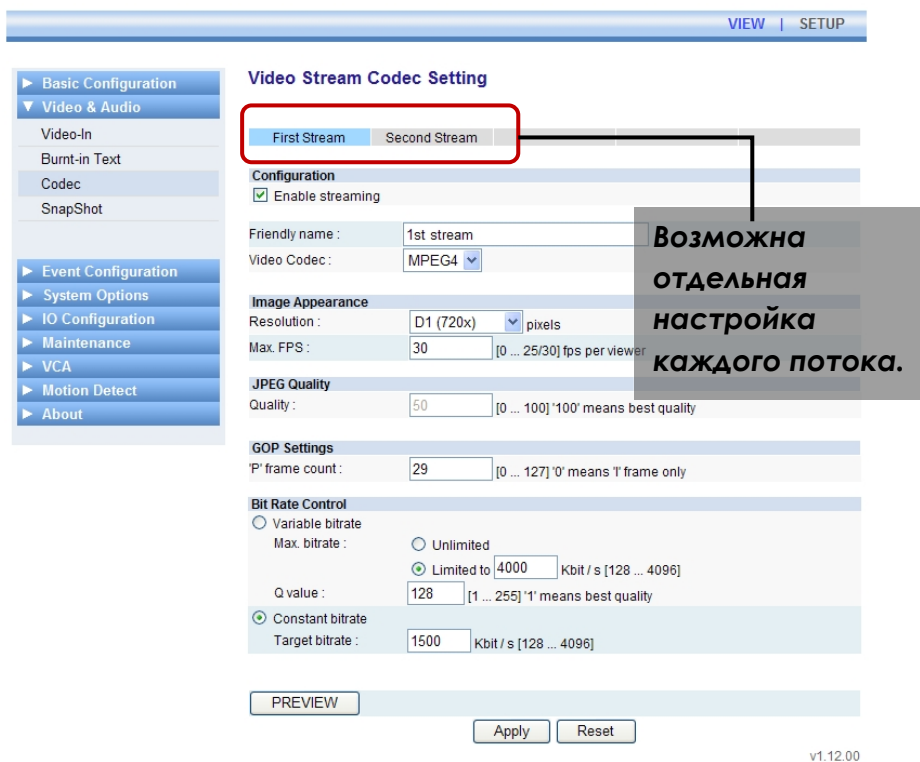 VIEW | SETUP
Basic Configuration
Video & Audio
Video-In
Burnt-in Text
Codec
SnapShot
Event Configuration
System Options
IO Configuration
Maintenance
VCA
Motion Detect
About
Video Stream Codec Setting
First Stream Second Stream
Configuration
Enable streaming
Friendly name : 1st stream
Video Codec : MPEG4
Image Appearance
Resolution : D1 (720x) pixels
Max. FPS : 30 [0 ... 25/30] fps per viewer
JPEG Quality
Quality : 50 [0 ... 100] '100' means best quality
GOP Settings
'P' frame count : 29 [0 ... 127] '0' means 'I' frame only
Bit Rate Control
Variable bitrate
Max. bitrate : Unlimited
Limited to 4000 Kbit / s [128 ... 4096]
Q value : 128 [1 ... 255] '1' means best quality
Constant bitrate
Target bitrate : 1500 Kbit / s [128 ... 4096]
PREVIEW
Apply Reset
v1.12.00
Возможна
отдельная
настройка
каждого потока.